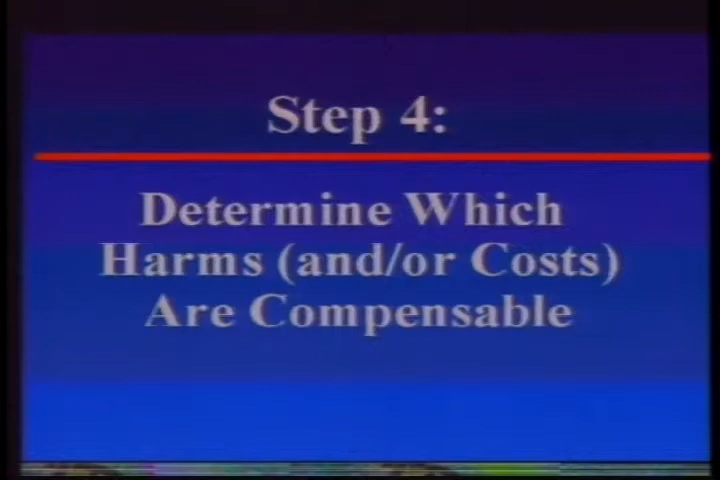 Step 4:
Determine Which
Harms (and/or Costs)
Are Compensable